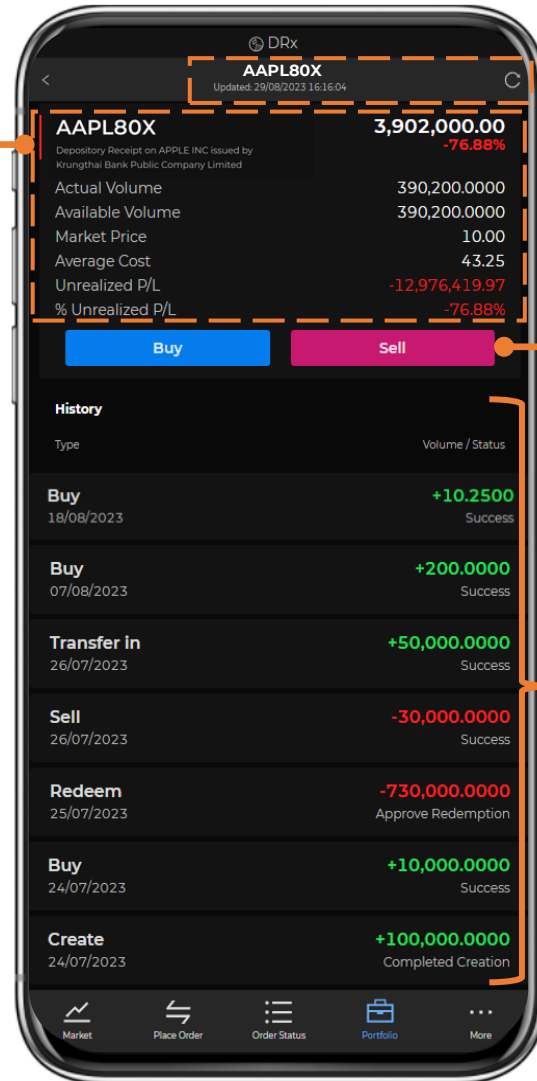 DRx
AAPL80X
Updated: 29/08/2023 16:16:04
AAPL80X 3,902,000.00
-76.88%
Depository Receipt on APPLE INC issued by
Krungthai Bank Public Company Limited
Actual Volume 390,200.0000
Available Volume 390,200.0000
Market Price 10.00
Average Cost 43.25
Unrealized P/L -12,976,419.97
% Unrealized P/L -76.88%
Buy Sell
History
Type Volume / Status
Buy +10.2500
18/08/2023 Success
Buy +200.0000
07/08/2023 Success
Transfer in +50,000.0000
26/07/2023 Success
Sell -30,000.0000
26/07/2023 Success
Redeem -730,000.0000
25/07/2023 Approve Redemption
Buy +10,000.0000
24/07/2023 Success
Create +100,000.0000
24/07/2023 Completed Creation
Market Place Order Order Status Portfolio More